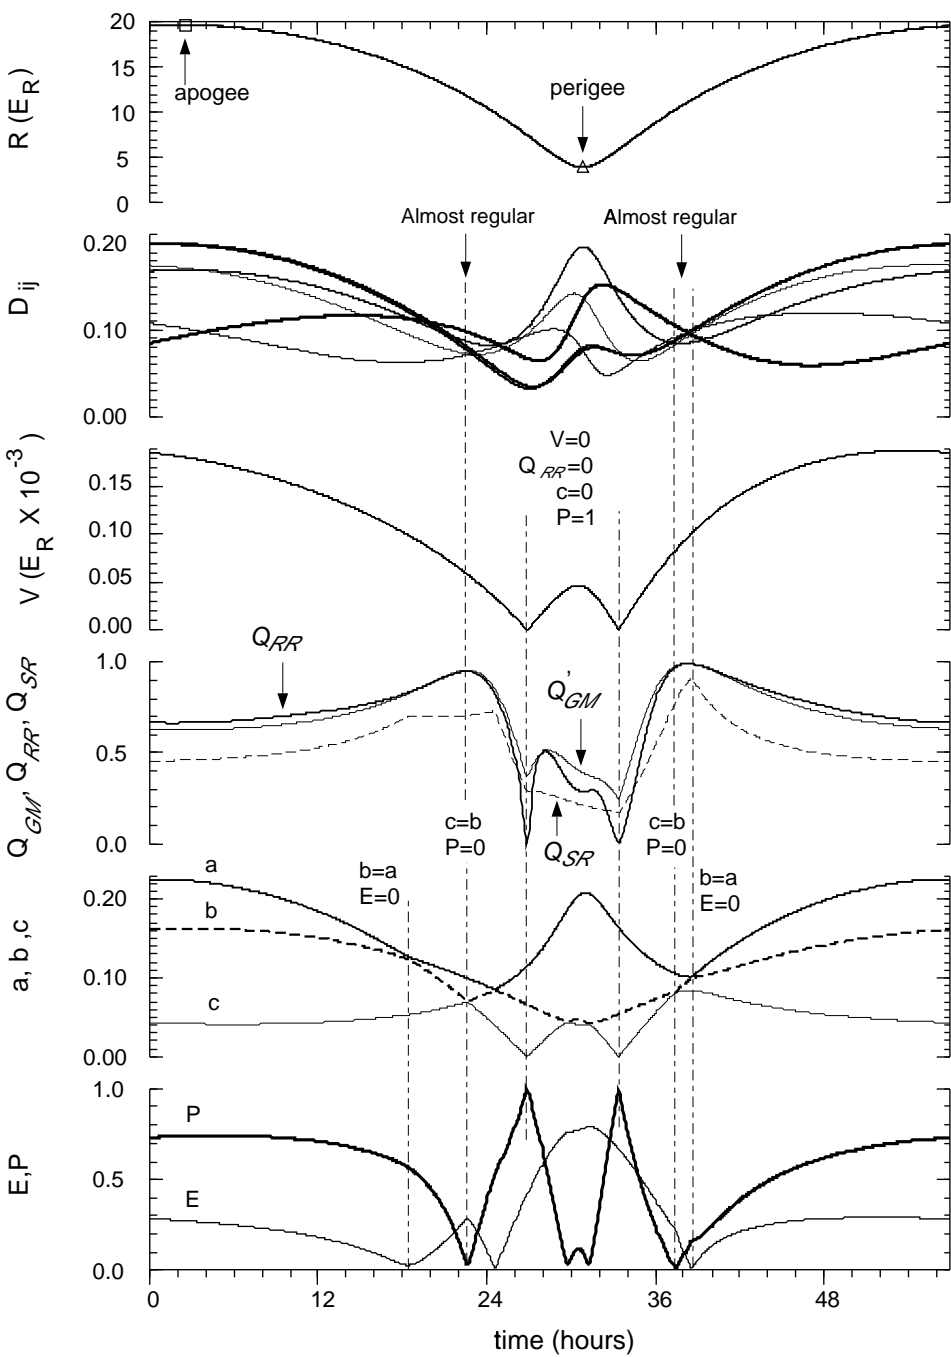 20
15
10
5
0
R (E_R)
apogee
perigee
Almost regular
Almost regular
0.20
0.10
0.00
D_ij
0.15
0.10
0.05
0.00
V (E_R X 10^-3)
V=0
Q_RR=0
c=0
P=1
1.0
0.5
0.0
Q_GM, Q_RR, Q_SR
Q_RR
Q'_GM
Q_SR
c=b
P=0
c=b
P=0
b=a
E=0
b=a
E=0
0.20
0.10
0.00
a, b ,c
a
b
c
1.0
0.5
0.0
E,P
P
E
0
12
24
36
48
time (hours)